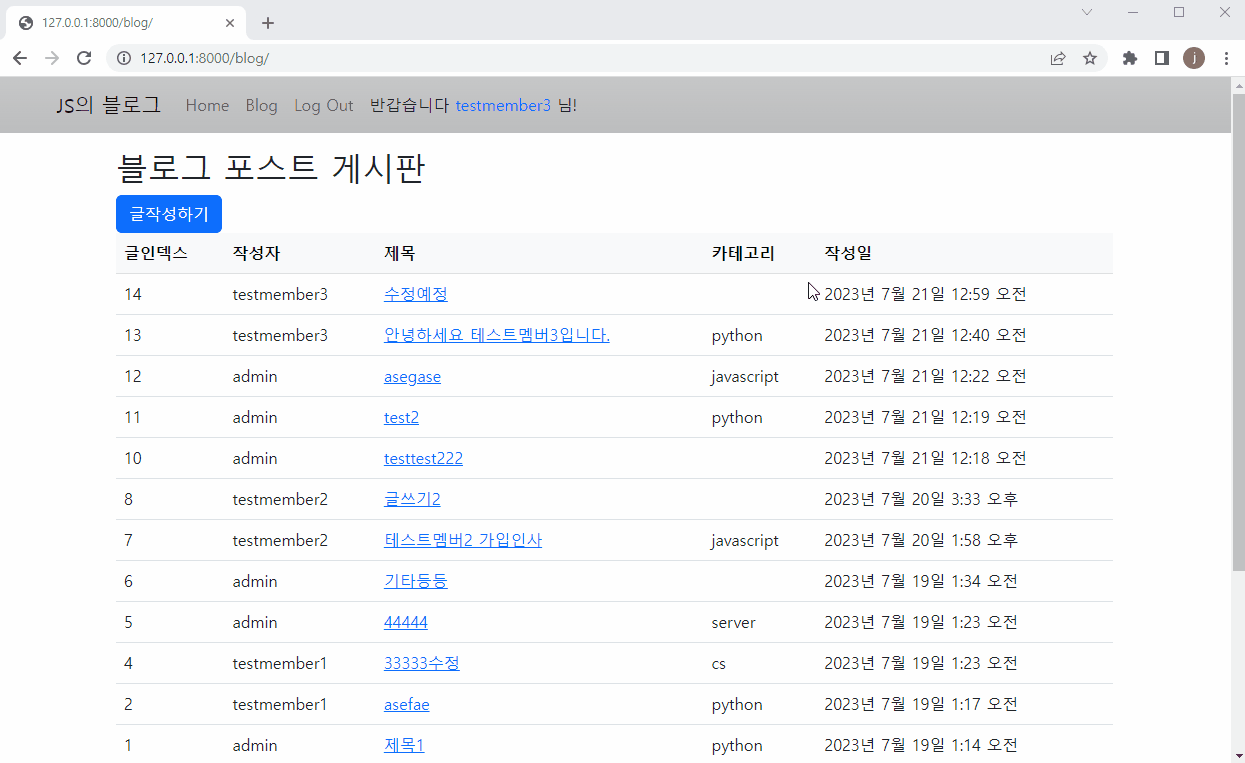 127.0.0.1:8000/blog/
127.0.0.1:8000/blog/
j
JS의 블로그 Home Blog Log Out 반갑습니다 testmember3 님!
블로그 포스트 게시판
글작성하기
글인덱스 작성자 제목 카테고리 작성일
14 testmember3 수정예정 2023년 7월 21일 12:59 오전
13 testmember3 안녕하세요 테스트멤버3입니다. python 2023년 7월 21일 12:40 오전
12 admin asegase javascript 2023년 7월 21일 12:22 오전
11 admin test2 python 2023년 7월 21일 12:19 오전
10 admin testtest222 2023년 7월 21일 12:18 오전
8 testmember2 글쓰기2 2023년 7월 20일 3:33 오후
7 testmember2 테스트멤버2 가입인사 javascript 2023년 7월 20일 1:58 오후
6 admin 기타등등 2023년 7월 19일 1:34 오전
5 admin 44444 server 2023년 7월 19일 1:23 오전
4 testmember1 33333수정 cs 2023년 7월 19일 1:23 오전
2 testmember1 asefae python 2023년 7월 19일 1:17 오전
1 admin 제목1 python 2023년 7월 19일 1:14 오전